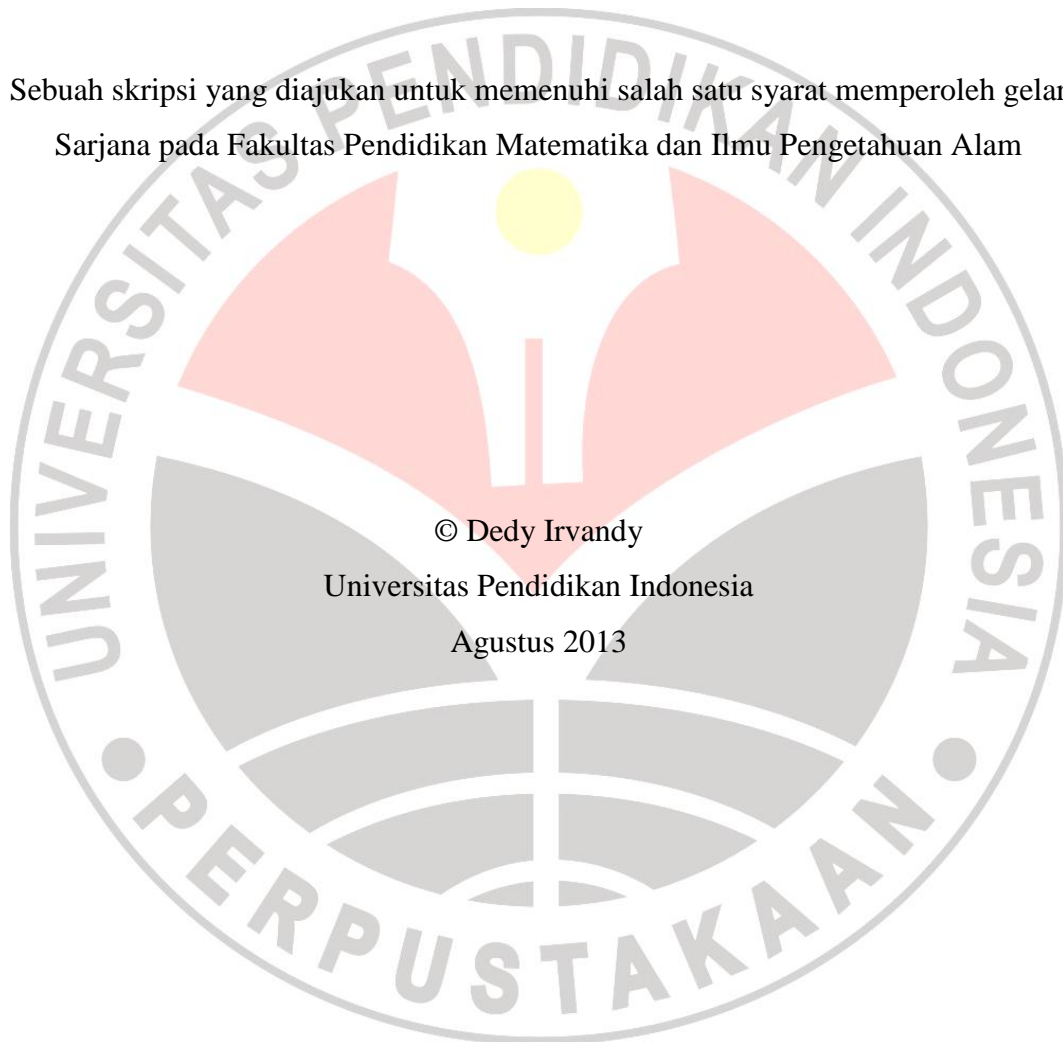 Sebuah skripsi yang diajukan untuk memenuhi salah satu syarat memperoleh gelar
Sarjana pada Fakultas Pendidikan Matematika dan Ilmu Pengetahuan Alam
UNIVERSITAS PENDIDIKAN INDONESIA
© Dedy Irvandy
Universitas Pendidikan Indonesia
Agustus 2013
PERPUSTAKAAN